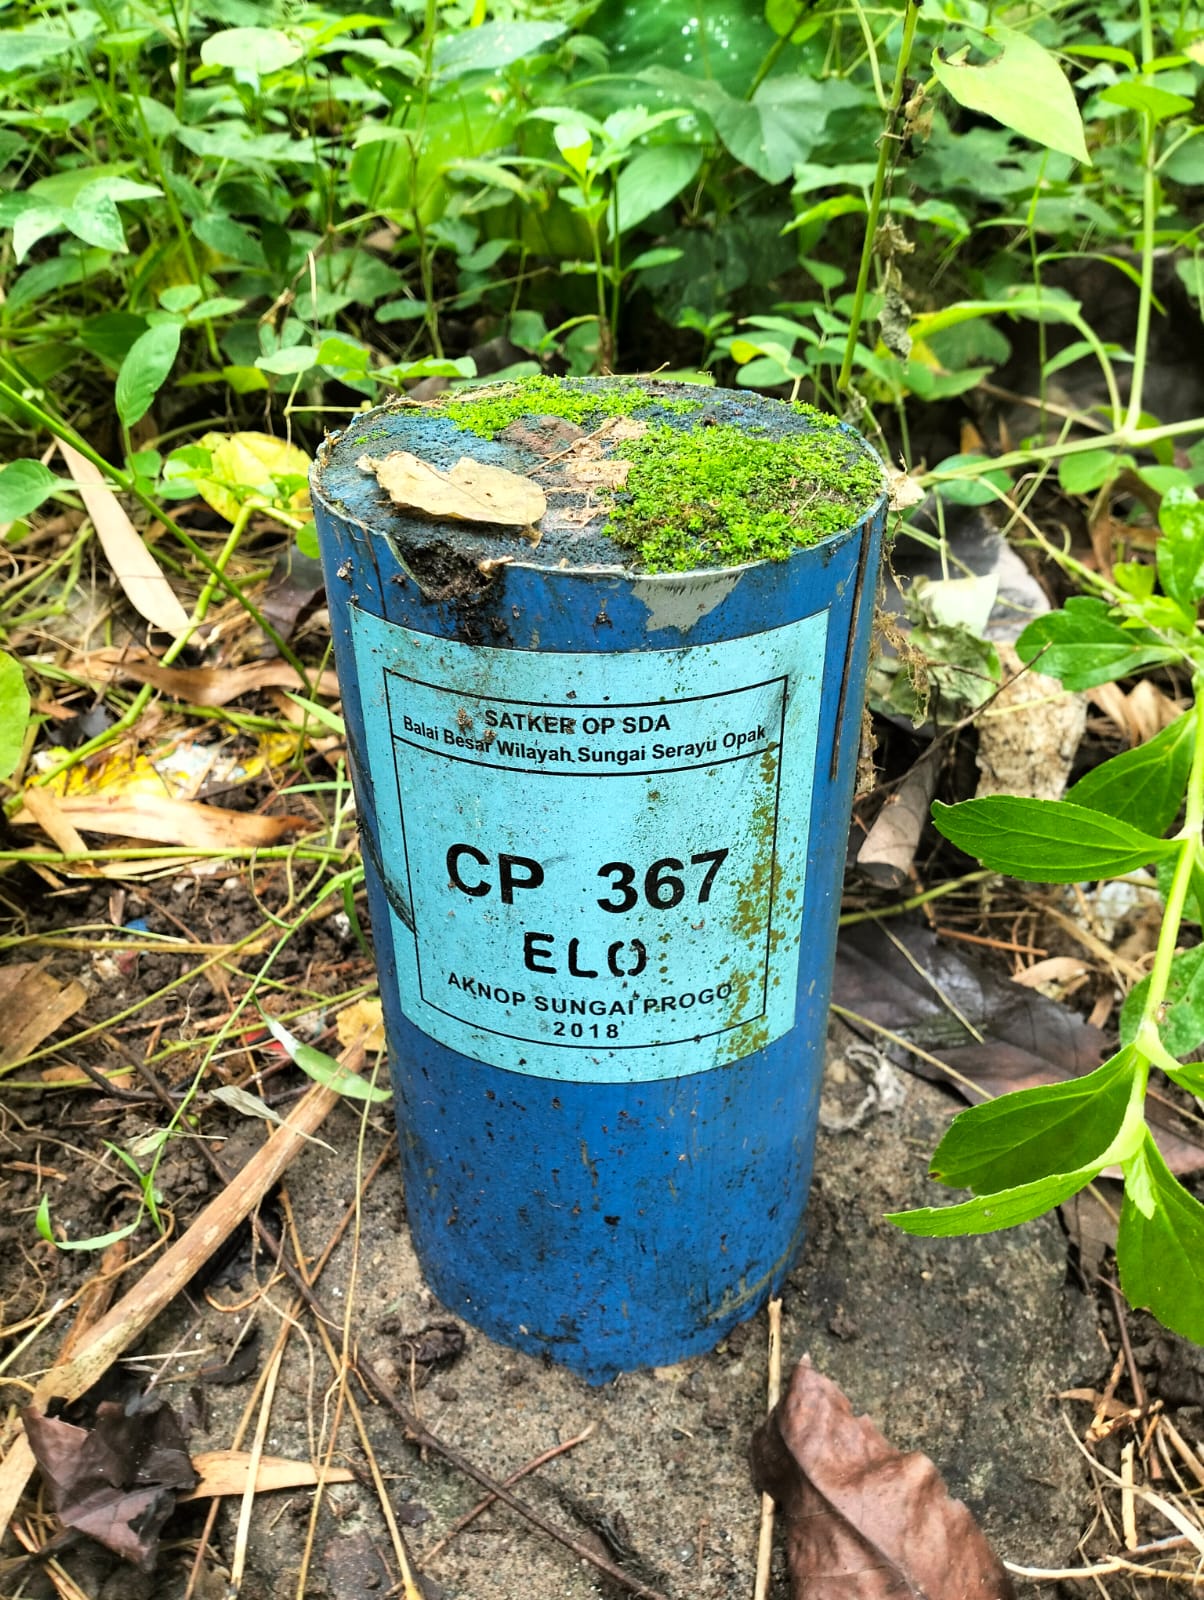 SATKER OP SDA
Balai Besar Wilayah Sungai Serayu Opak
CP 367
ELO
AKNOP SUNGAI PROGO
2018